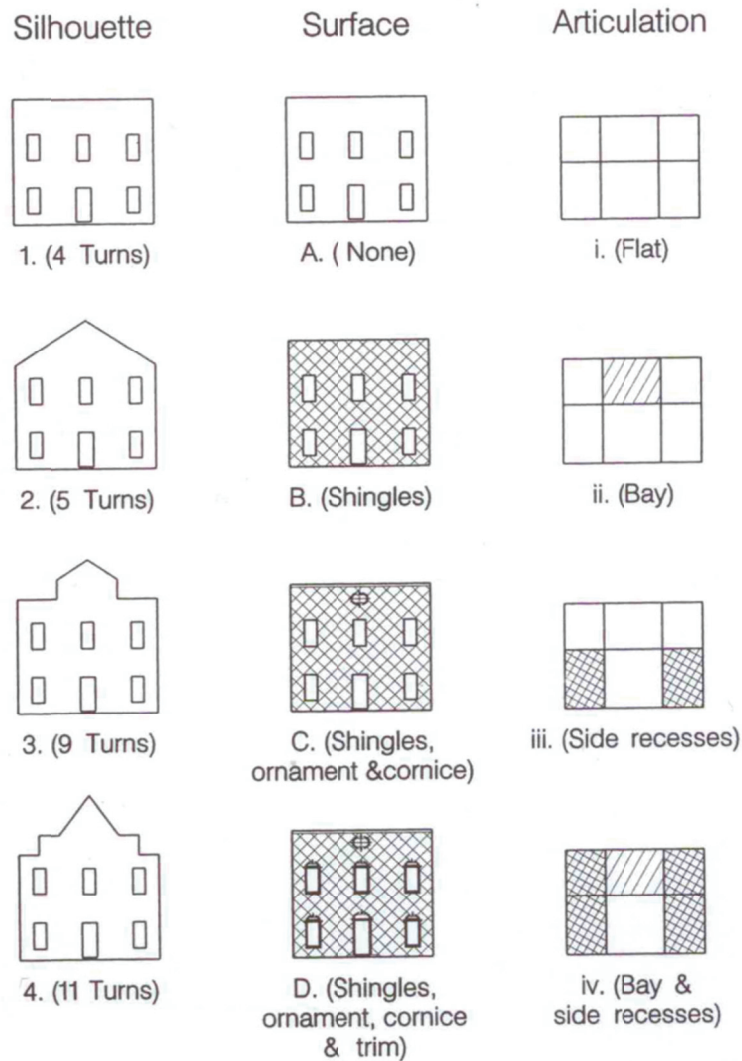 Silhouette Surface Articulation
1. (4 Turns) A. ( None) i. (Flat)
2. (5 Turns) B. (Shingles) ii. (Bay)
3. (9 Turns) C. (Shingles, iii. (Side recesses)
ornament &cornice)
4. (11 Turns) D. (Shingles, iv. (Bay &
ornament, cornice side recesses)
& trim)